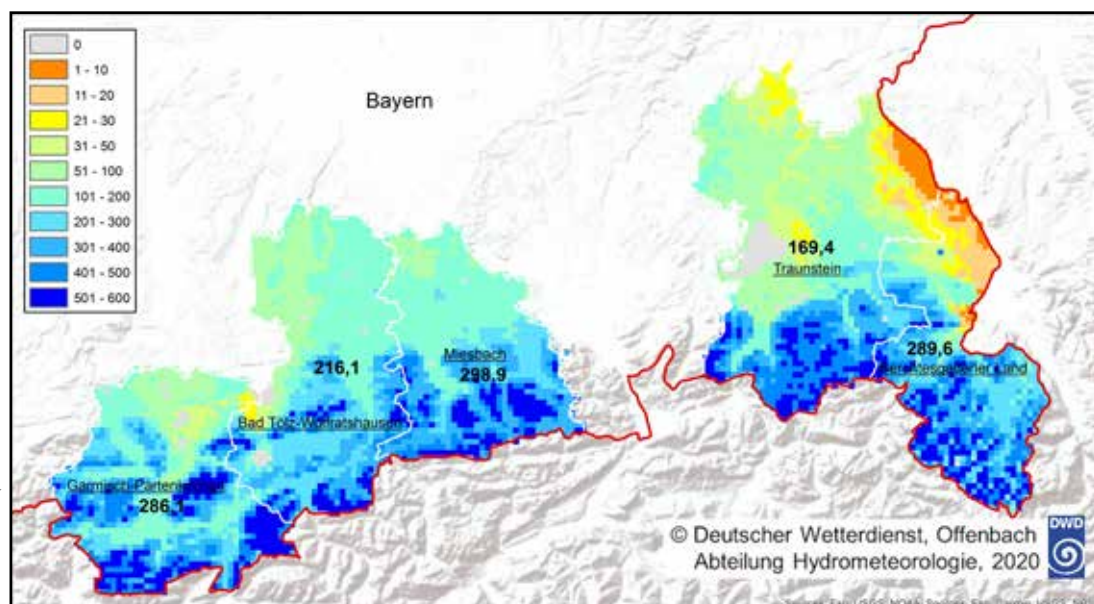 0
1 - 10
11 - 20
21 - 30
31 - 50
51 - 100
101 - 200
201 - 300
301 - 400
401 - 500
501 - 600
Bayern
169,4
Traunstein
289,6
Berchtesgadener Land
Miesbach
298,9
216,1
Bad Tölz-Wolfratshausen
Garmisch-Partenkirchen
286,1
© Deutscher Wetterdienst, Offenbach
Abteilung Hydrometeorologie, 2020
DWD